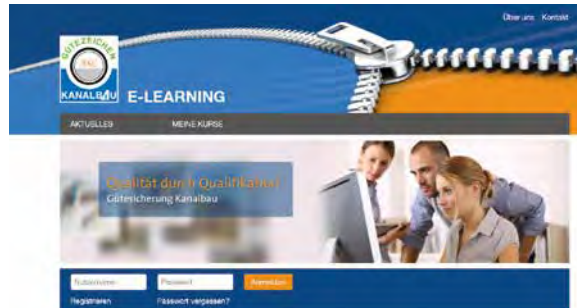 Über uns Kontakt
GÜTEZEICHEN
RAL
KANALBAU
E-LEARNING
AKTUELLES
MEINE KURSE
Qualität durch Qualifikation
Gütesicherung Kanalbau
Nutzername
Passwort
Anmelden
Registrieren
Passwort vergessen?